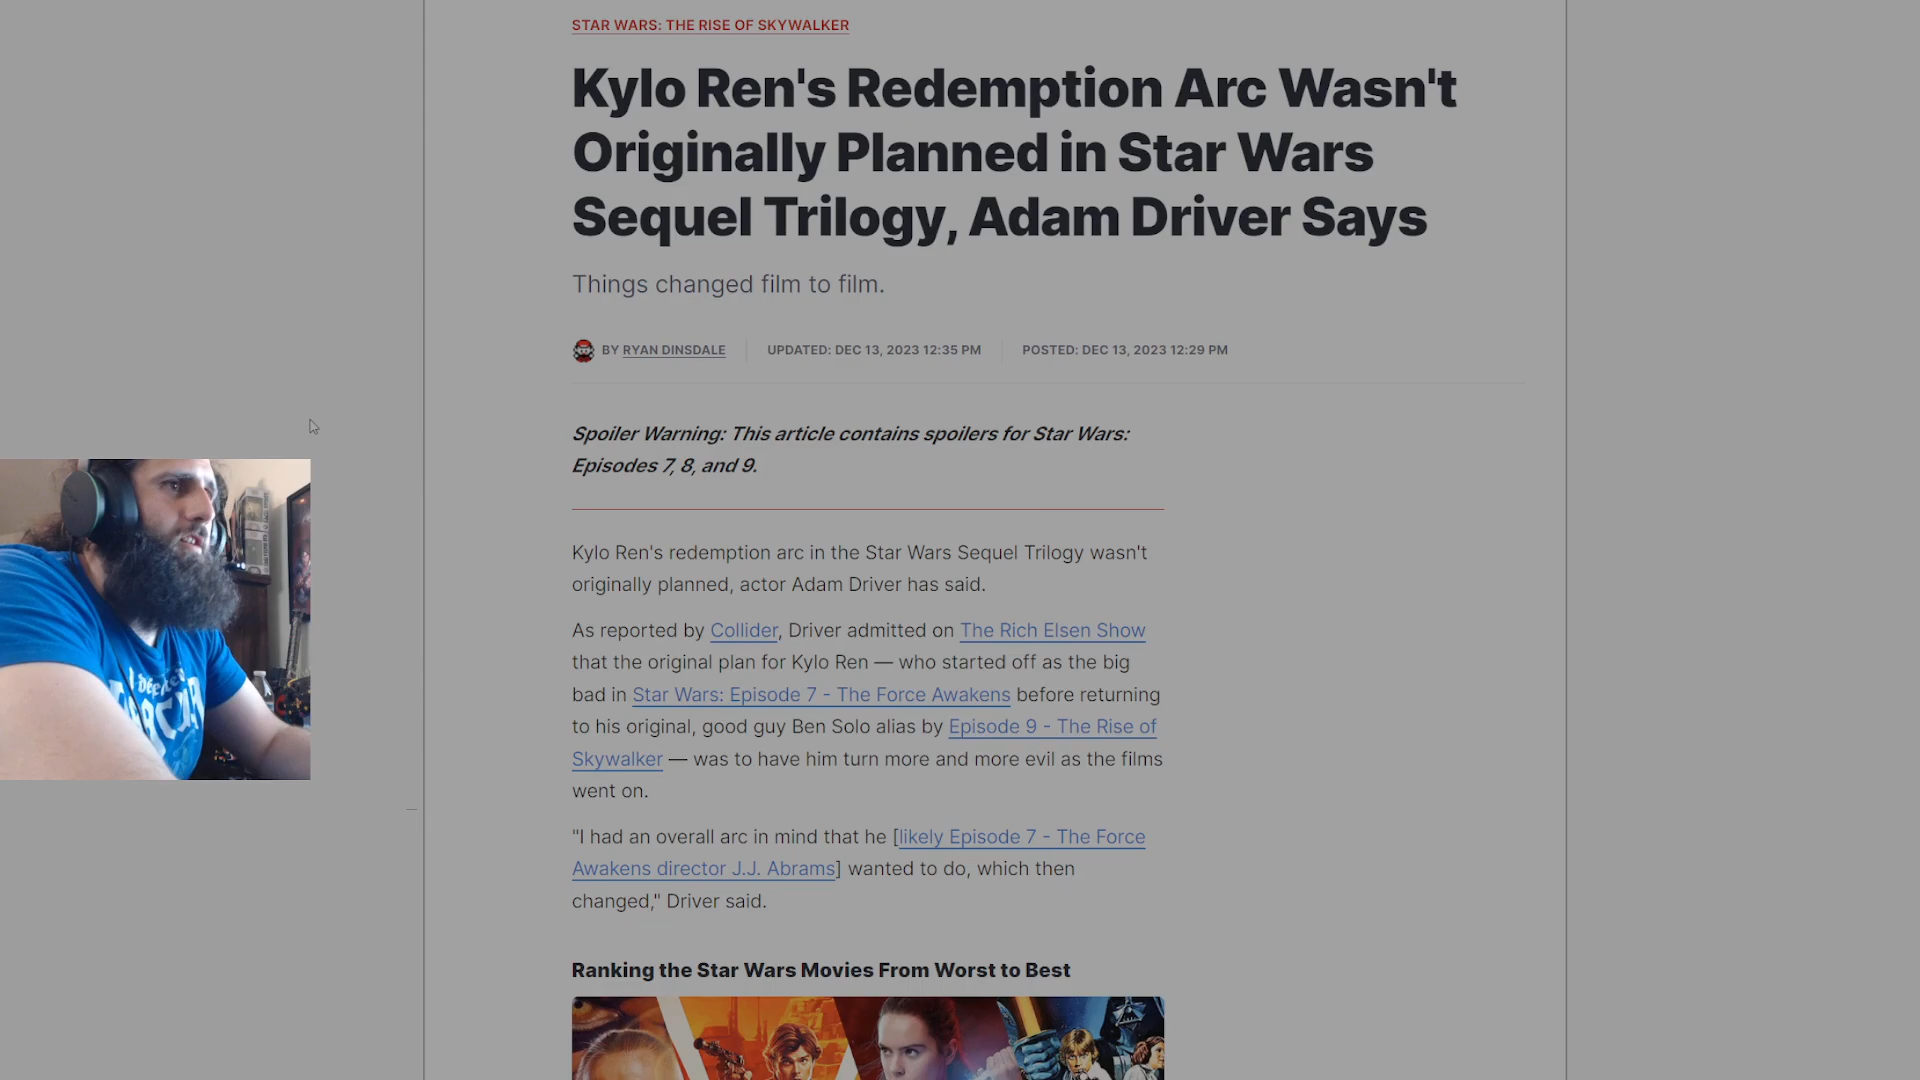 STAR WARS: THE RISE OF SKYWALKER
Kylo Ren's Redemption Arc Wasn't
Originally Planned in Star Wars
Sequel Trilogy, Adam Driver Says
Things changed film to film.
BY RYAN DINSDALE UPDATED: DEC 13, 2023 12:35 PM POSTED: DEC 13, 2023 12:29 PM
Spoiler Warning: This article contains spoilers for Star Wars:
Episodes 7, 8, and 9.
Kylo Ren's redemption arc in the Star Wars Sequel Trilogy wasn't
originally planned, actor Adam Driver has said.
As reported by Collider, Driver admitted on The Rich Elsen Show
that the original plan for Kylo Ren — who started off as the big
bad in Star Wars: Episode 7 - The Force Awakens before returning
to his original, good guy Ben Solo alias by Episode 9 - The Rise of
Skywalker — was to have him turn more and more evil as the films
went on.
"I had an overall arc in mind that he [likely Episode 7 - The Force
Awakens director J.J. Abrams] wanted to do, which then
changed," Driver said.
Ranking the Star Wars Movies From Worst to Best